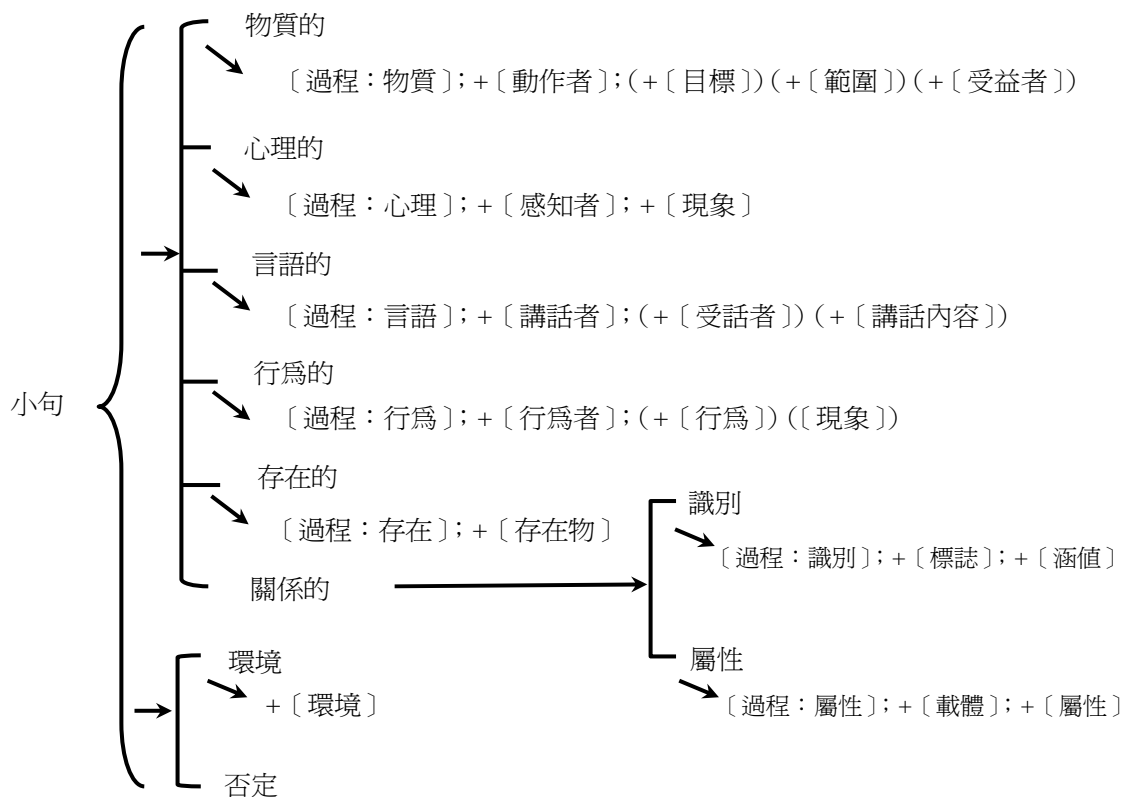 物質的
〔過程：物質〕；+〔動作者〕；(+〔目標〕)(+〔範圍〕)(+〔受益者〕)
心理的
〔過程：心理〕；+〔感知者〕；+〔現象〕
言語的
〔過程：言語〕；+〔講話者〕；(+〔受話者〕)(+〔講話內容〕)
行爲的
〔過程：行爲〕；+〔行爲者〕；(+〔行爲〕)(〔現象〕)
小句
存在的
〔過程：存在〕；+〔存在物〕
識別
〔過程：識別〕；+〔標誌〕；+〔涵值〕
關係的
屬性
〔過程：屬性〕；+〔載體〕；+〔屬性〕
環境
+〔環境〕
否定